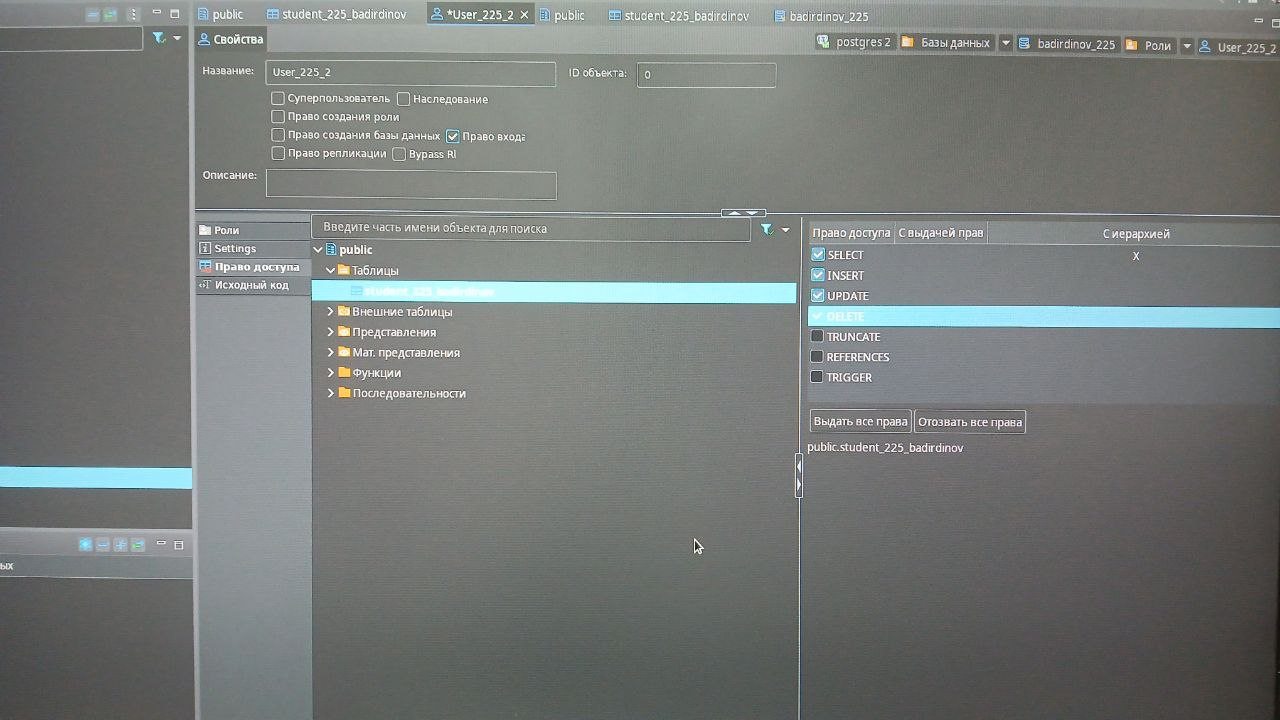 public student_225_badirdinov *User_225_2 public student_225_badirdinov badirdinov_225
Свойства
postgres 2 Базы данных badirdinov_225 Роли User_225_2
Название: User_225_2 ID объекта: 0
Суперпользователь Наследование
Право создания роли
Право создания базы данных Право входа
Право репликации Bypass Rl
Описание:
Роли
Settings
Право доступа
Исходный код
Введите часть имени объекта для поиска
public
Таблицы
student_225_badirdinov
Внешние таблицы
Представления
Мат. представления
Функции
Последовательности
Право доступа С выдачей прав С иерархией
SELECT X
INSERT
UPDATE
DELETE
TRUNCATE
REFERENCES
TRIGGER
Выдать все права Отозвать все права
public.student_225_badirdinov
ых